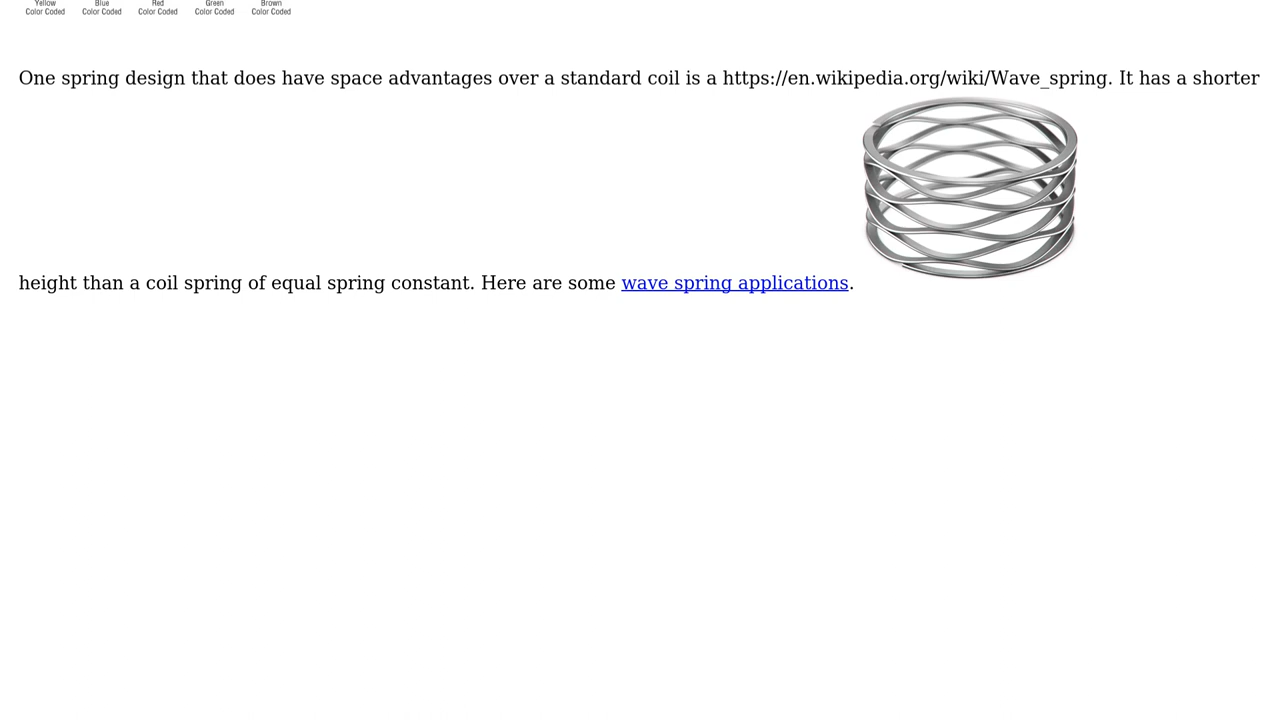 Yellow Blue Red Green Brown
Color Coded Color Coded Color Coded Color Coded Color Coded
One spring design that does have space advantages over a standard coil is a https://en.wikipedia.org/wiki/Wave_spring. It has a shorter
height than a coil spring of equal spring constant. Here are some wave spring applications.